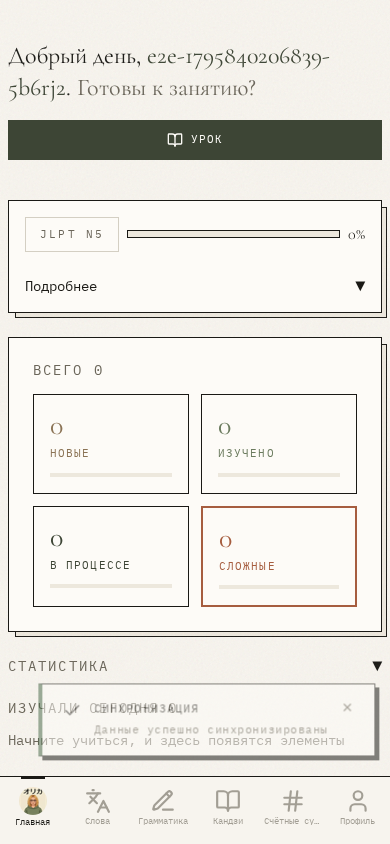 Добрый день, e2e-1795840206839-
5b6rj2. Готовы к занятию?
УРОК
JLPT N5
0%
Подробнее
ВСЕГО 0
0
НОВЫЕ
0
ИЗУЧЕНО
0
В ПРОЦЕССЕ
0
СЛОЖНЫЕ
СТАТИСТИКА
ИЗУЧАЛИ
СИНХРОНИЗАЦИЯ
Данные успешно синхронизированы
Начните учиться, и здесь появятся элементы
オリカ
Главная
Слова
Грамматика
Кандзи
Счётные су…
Профиль